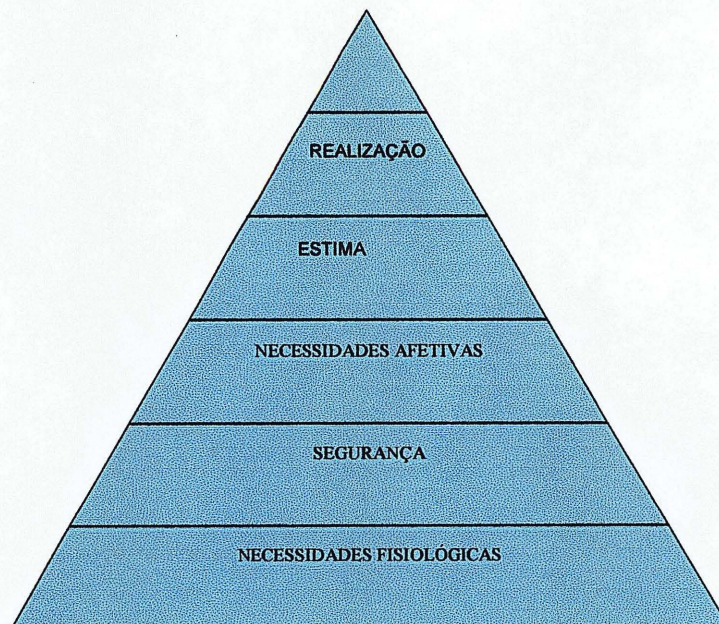 REALIZAÇÃO
ESTIMA
NECESSIDADES AFETIVAS
SEGURANÇA
NECESSIDADES FISIOLÓGICAS